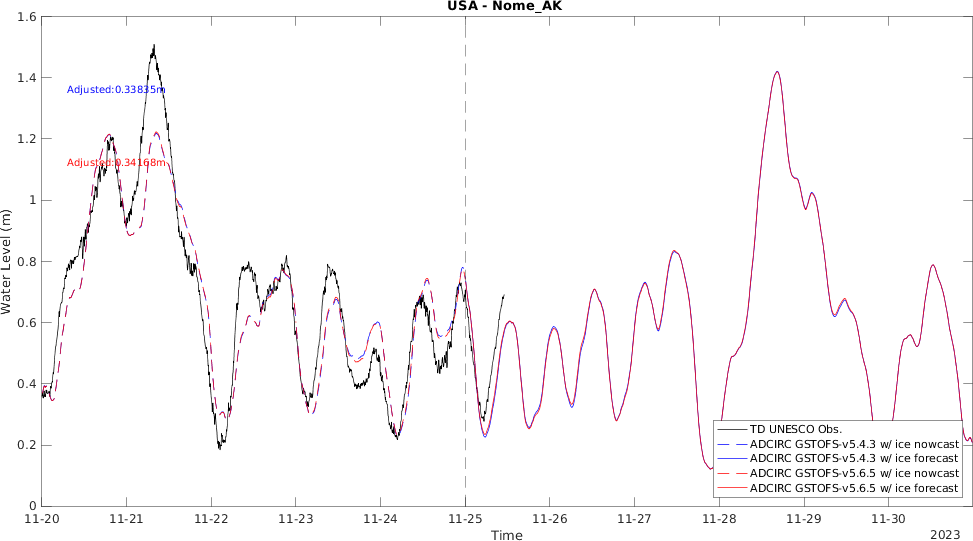 USA - Nome_AK
1.6
1.4
1.2
1
0.8
0.6
0.4
0.2
0
Water Level (m)
Adjusted:0.33835m
Adjusted:0.34168m
TD UNESCO Obs.
ADCIRC GSTOFS-v5.4.3 w/ ice nowcast
ADCIRC GSTOFS-v5.4.3 w/ ice forecast
ADCIRC GSTOFS-v5.6.5 w/ ice nowcast
ADCIRC GSTOFS-v5.6.5 w/ ice forecast
11-20 11-21 11-22 11-23 11-24 11-25 11-26 11-27 11-28 11-29 11-30
Time
2023